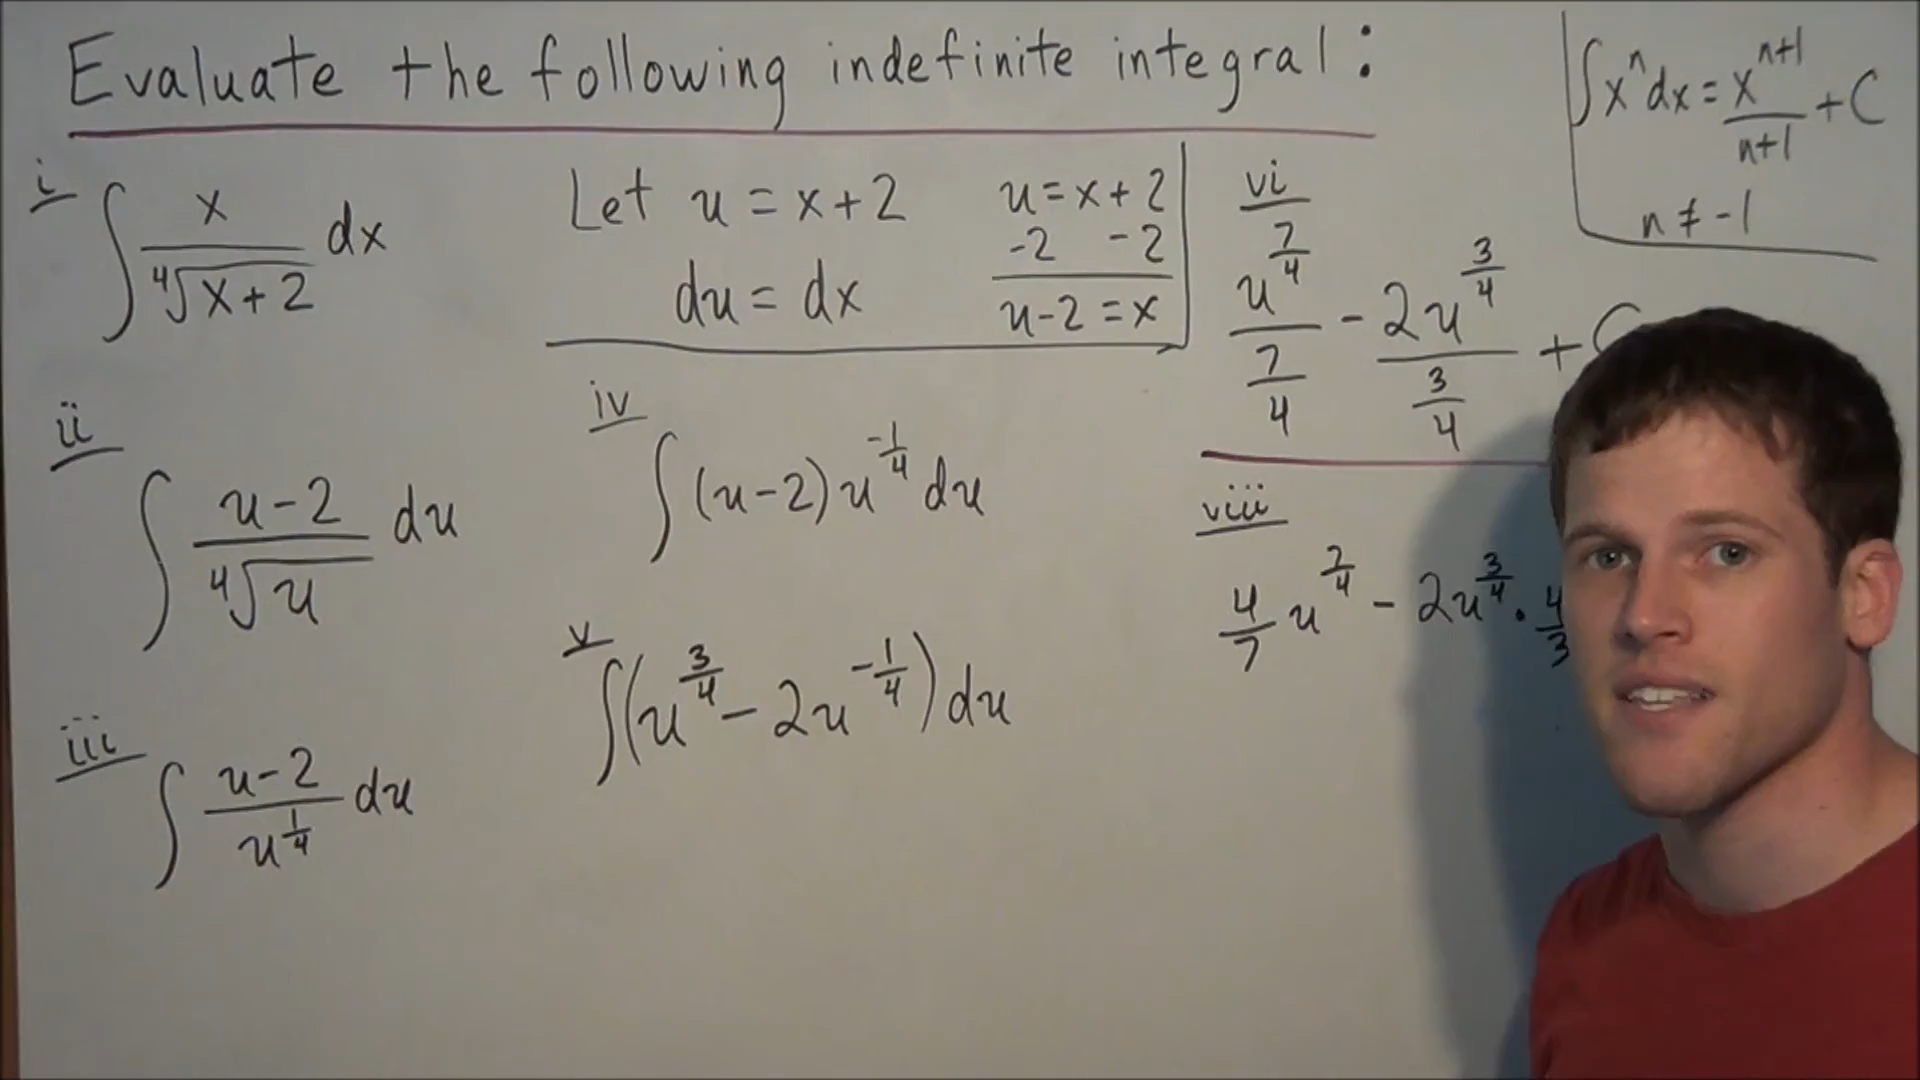 Evaluate the following indefinite integral:
∫xⁿdx = xⁿ⁺¹/(n+1) + C
n ≠ -1
i
∫ x/∜(x+2) dx
Let u = x+2
du = dx
u = x+2
-2 -2
u-2 = x
ii
∫ (u-2)/∜u du
iii
∫ (u-2)/u^(1/4) du
iv
∫(u-2)u^(-1/4) du
v
∫(u^(3/4) - 2u^(-1/4)) du
vi
u^(7/4)/(7/4) - 2u^(3/4)/(3/4) + C
viii
4/7 u^(7/4) - 2u^(3/4) · 4/3